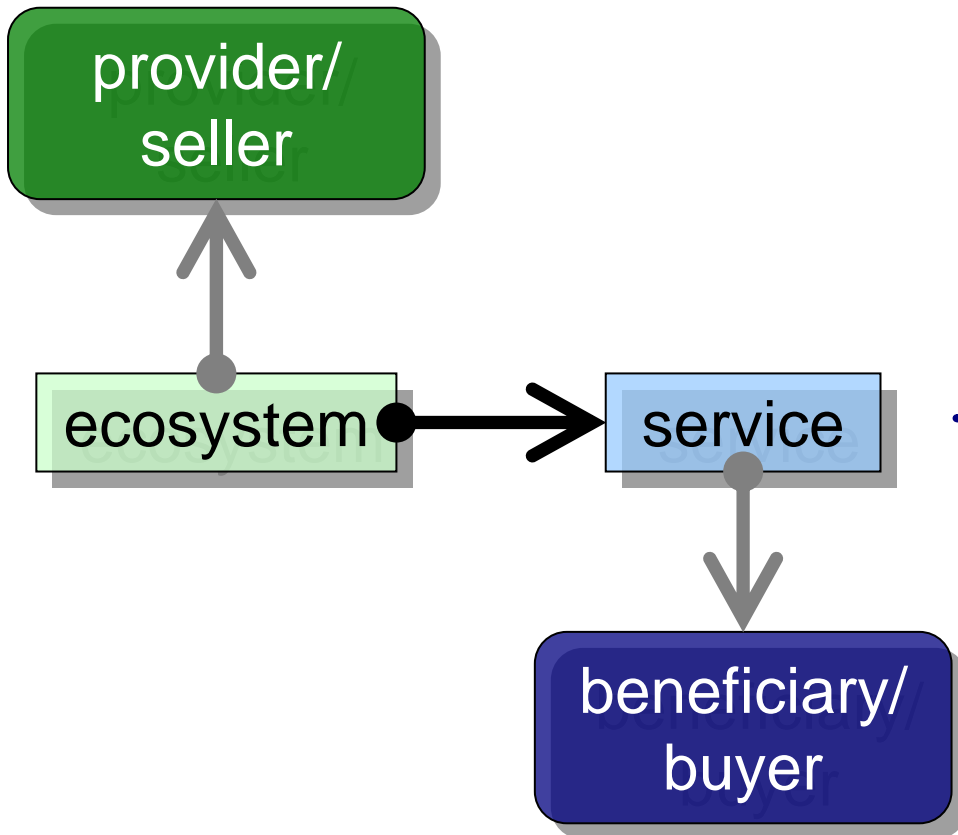 provider/
seller
ecosystem
service
beneficiary/
buyer